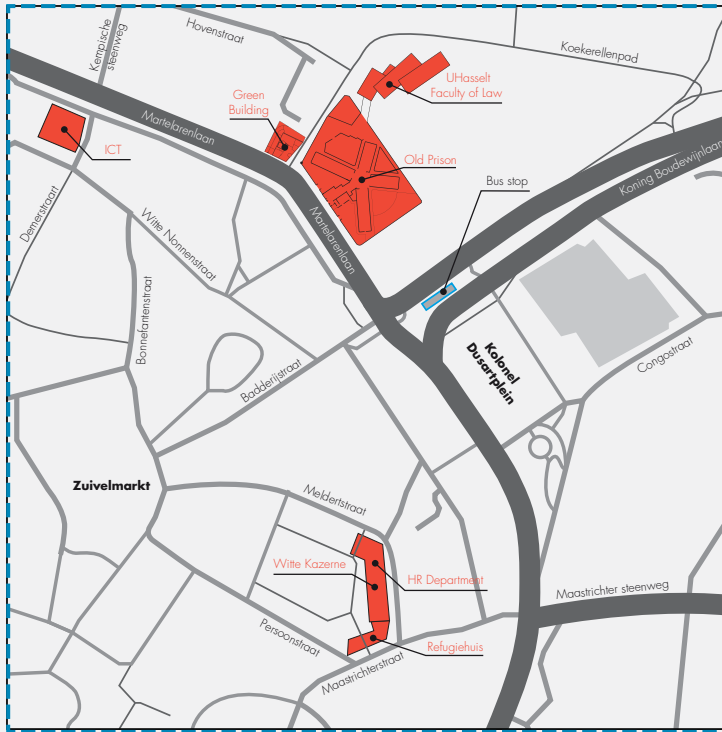 Kempische
steenweg
Hovenstraat
Koekerellenpad
UHasselt
Faculty of Law
Green
Building
Martelarenlaan
ICT
Old Prison
Koning Boudewijnlaan
Bus stop
Demerstraart
Witte Nonnenstraat
Martelarenlaan
Bonnefantenstraat
Kolonel
Dusartplein
Congostraat
Badderijstraat
Zuivelmarkt
Meldertstraat
Witte Kazerne
HR Department
Maastrichter steenweg
Persoonstraat
Refugiehuis
Maastrichterstraat